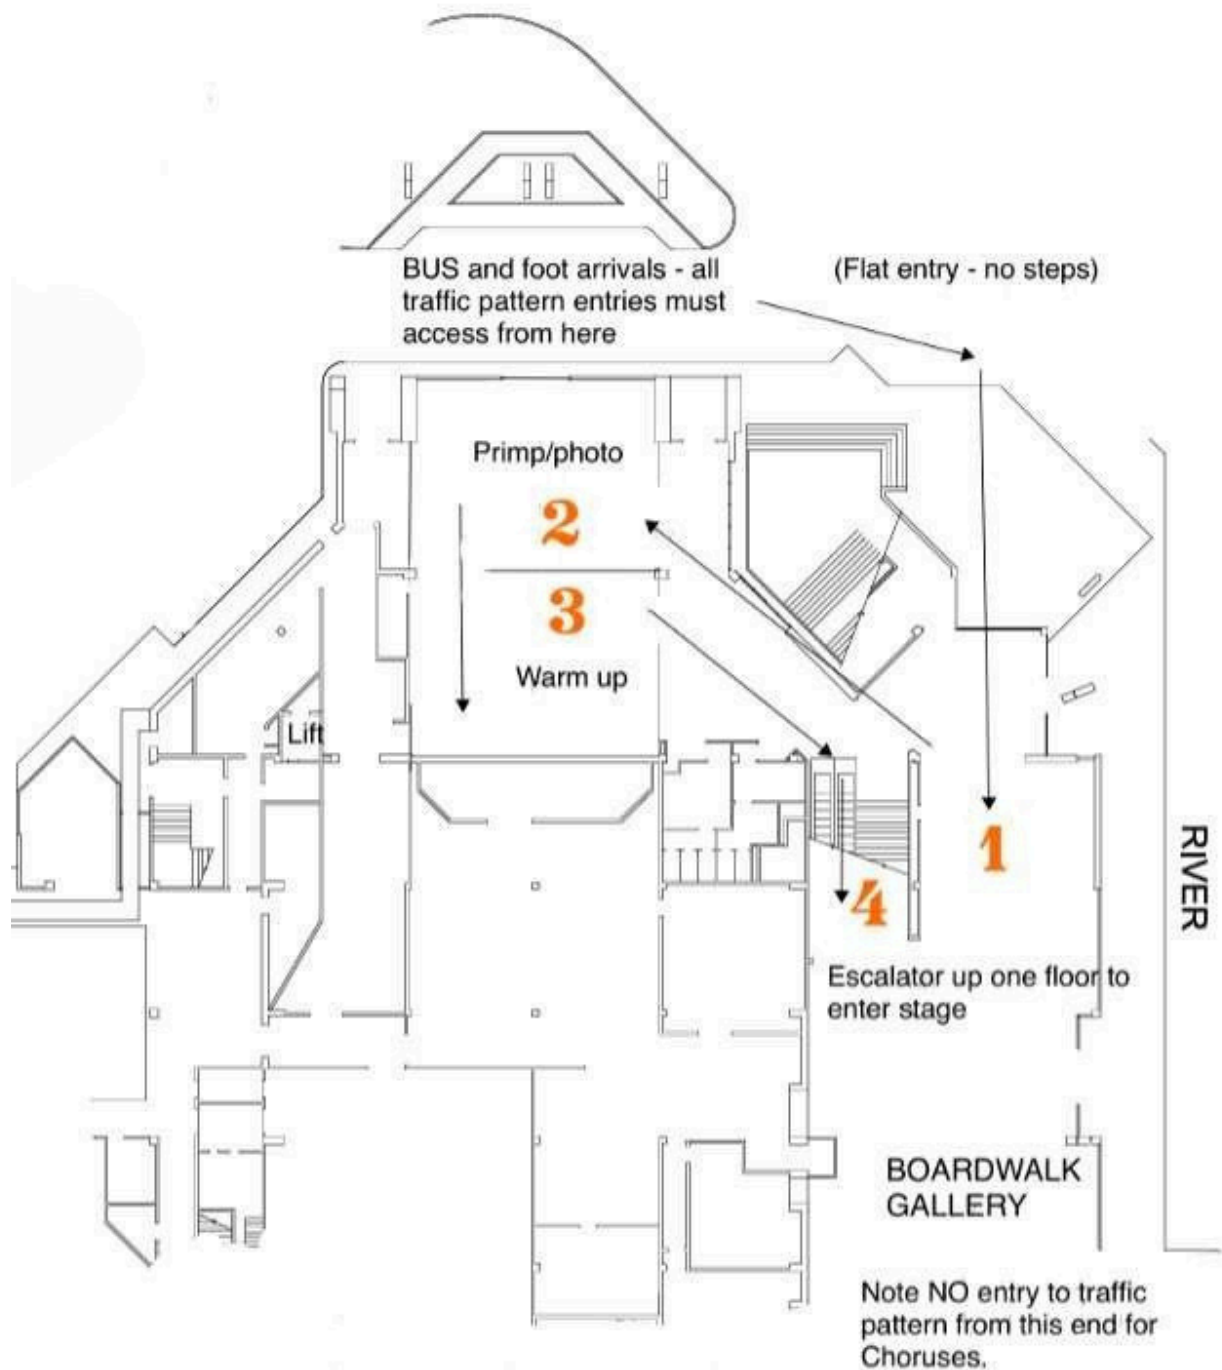 BUS and foot arrivals - all
traffic pattern entries must
access from here
(Flat entry - no steps)
Primp/photo
2
3
Warm up
Lift
1
4
RIVER
Escalator up one floor to
enter stage
BOARDWALK
GALLERY
Note NO entry to traffic
pattern from this end for
Choruses.